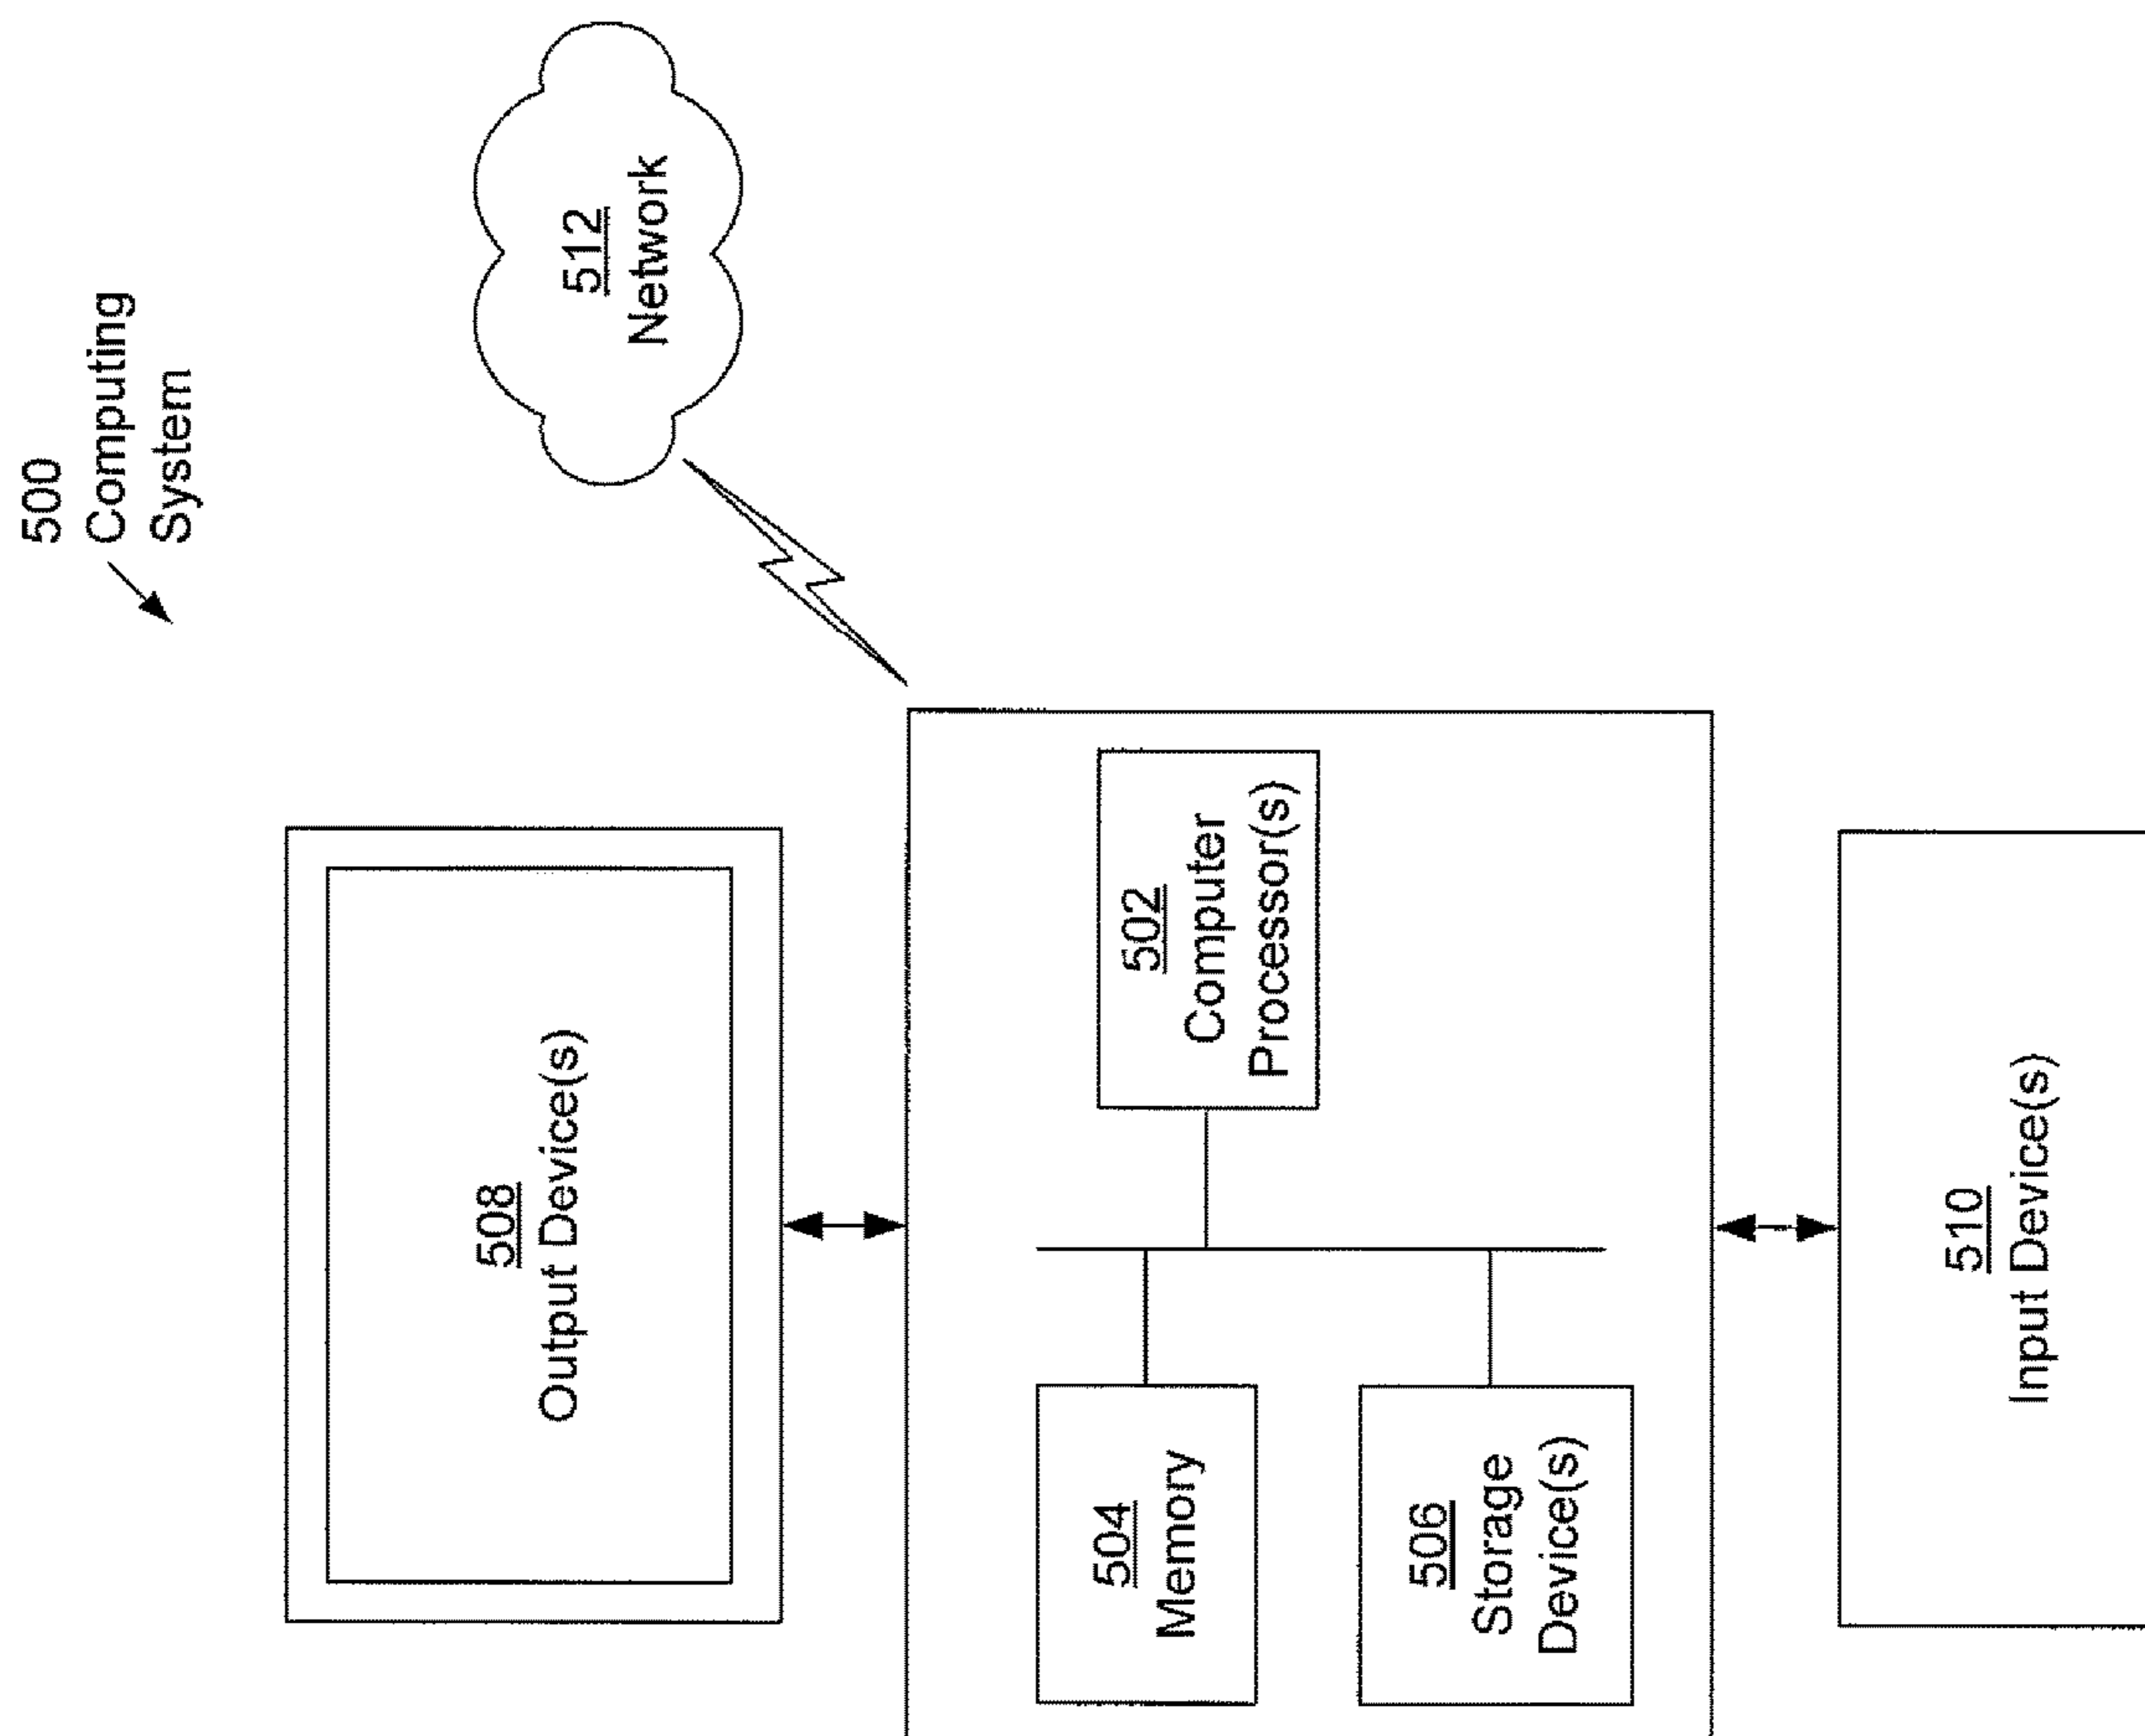 500
Computing
System
512
Network
508
Output Device(s)
502
Computer
Processor(s)
504
Memory
506
Storage
Device(s)
510
Input Device(s)